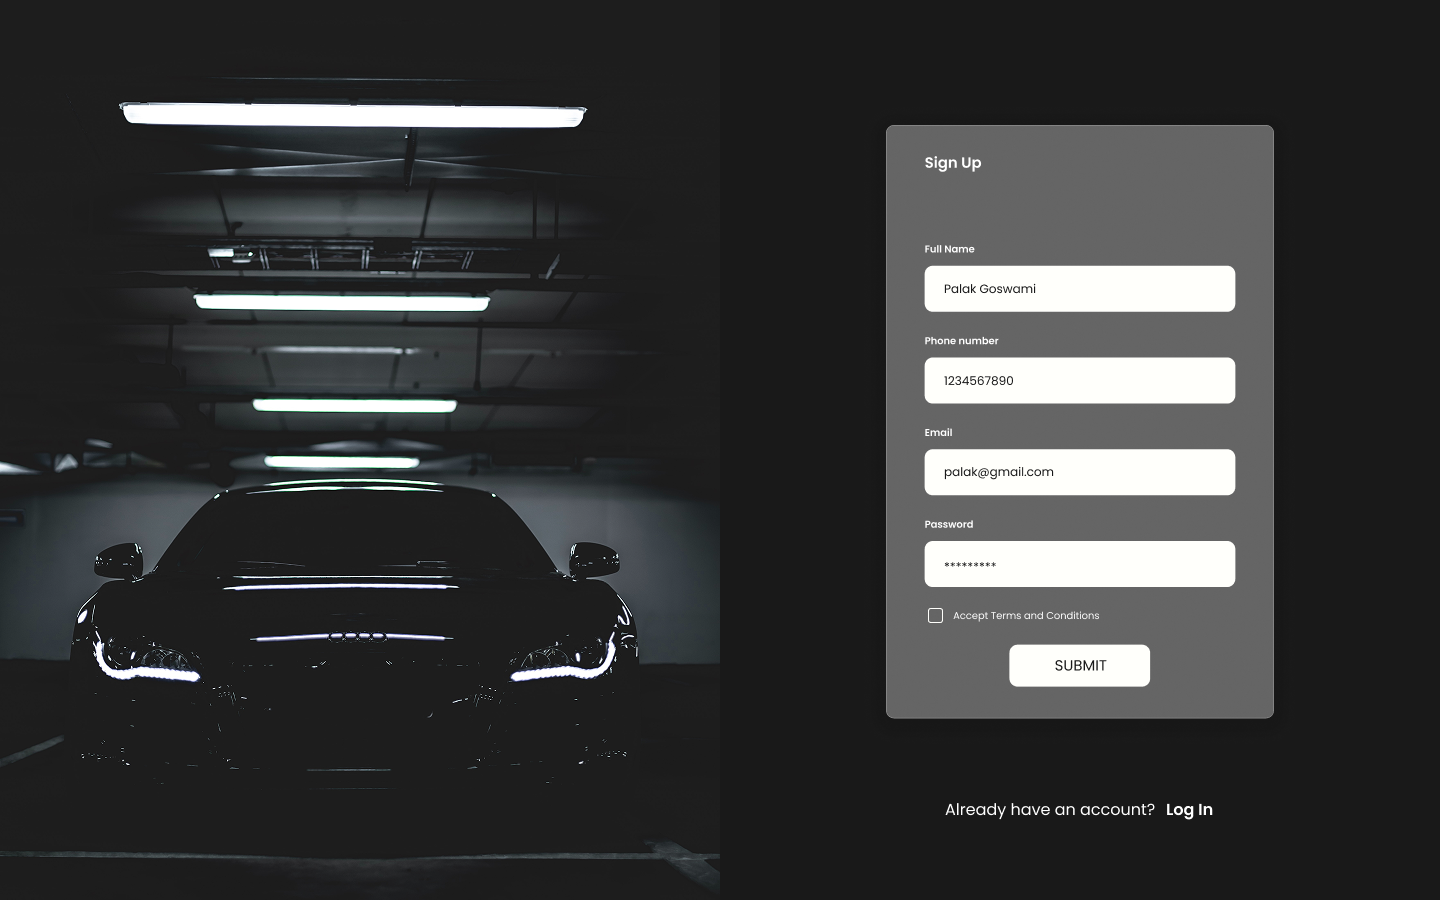 Sign Up
Full Name
Palak Goswami
Phone number
1234567890
Email
palak@gmail.com
Password
*********
Accept Terms and Conditions
SUBMIT
Already have an account? Log In